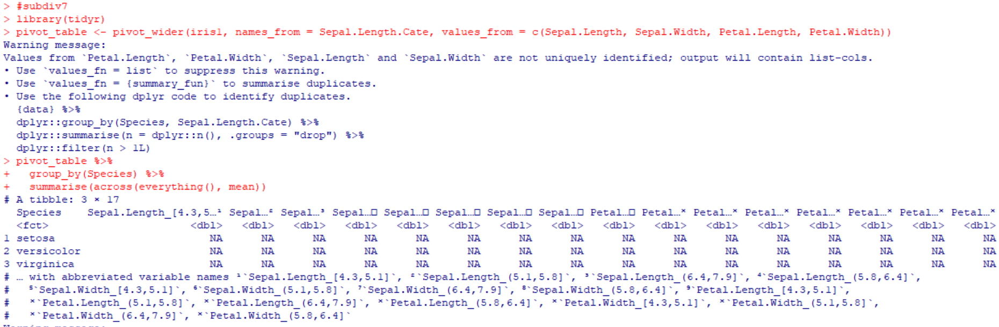 > #subdiv7
> library(tidyr)
> pivot_table <- pivot_wider(iris1, names_from = Sepal.Length.Cate, values_from = c(Sepal.Length, Sepal.Width, Petal.Length, Petal.Width))
Warning message:
Values from `Petal.Length`, `Petal.Width`, `Sepal.Length` and `Sepal.Width` are not uniquely identified; output will contain list-cols.
• Use `values_fn = list` to suppress this warning.
• Use `values_fn = {summary_fun}` to summarise duplicates.
• Use the following dplyr code to identify duplicates.
  {data} %>%
  dplyr::group_by(Species, Sepal.Length.Cate) %>%
  dplyr::summarise(n = dplyr::n(), .groups = "drop") %>%
  dplyr::filter(n > 1L)
> pivot_table %>%
+   group_by(Species) %>%
+   summarise(across(everything(), mean))
# A tibble: 3 × 17
  Species    Sepal.Length_[4.3,5…¹ Sepal…² Sepal…³ Sepal…□ Sepal…□ Sepal…□ Sepal…□ Sepal…□ Petal…□ Petal…* Petal…* Petal…* Petal…* Petal…* Petal…* Petal…*
  <fct>                      <dbl>   <dbl>   <dbl>   <dbl>   <dbl>   <dbl>   <dbl>   <dbl>   <dbl>   <dbl>   <dbl>   <dbl>   <dbl>   <dbl>   <dbl>   <dbl>
1 setosa                        NA      NA      NA      NA      NA      NA      NA      NA      NA      NA      NA      NA      NA      NA      NA      NA
2 versicolor                    NA      NA      NA      NA      NA      NA      NA      NA      NA      NA      NA      NA      NA      NA      NA      NA
3 virginica                     NA      NA      NA      NA      NA      NA      NA      NA      NA      NA      NA      NA      NA      NA      NA      NA
# … with abbreviated variable names ¹`Sepal.Length_[4.3,5.1]`, ²`Sepal.Length_(5.1,5.8]`, ³`Sepal.Length_(6.4,7.9]`, ⁴`Sepal.Length_(5.8,6.4]`,
#   ⁵`Sepal.Width_[4.3,5.1]`, ⁶`Sepal.Width_(5.1,5.8]`, ⁷`Sepal.Width_(6.4,7.9]`, ⁸`Sepal.Width_(5.8,6.4]`, ⁹`Petal.Length_[4.3,5.1]`,
#   *`Petal.Length_(5.1,5.8]`, *`Petal.Length_(6.4,7.9]`, *`Petal.Length_(5.8,6.4]`, *`Petal.Width_[4.3,5.1]`, *`Petal.Width_(5.1,5.8]`,
#   *`Petal.Width_(6.4,7.9]`, *`Petal.Width_(5.8,6.4]`